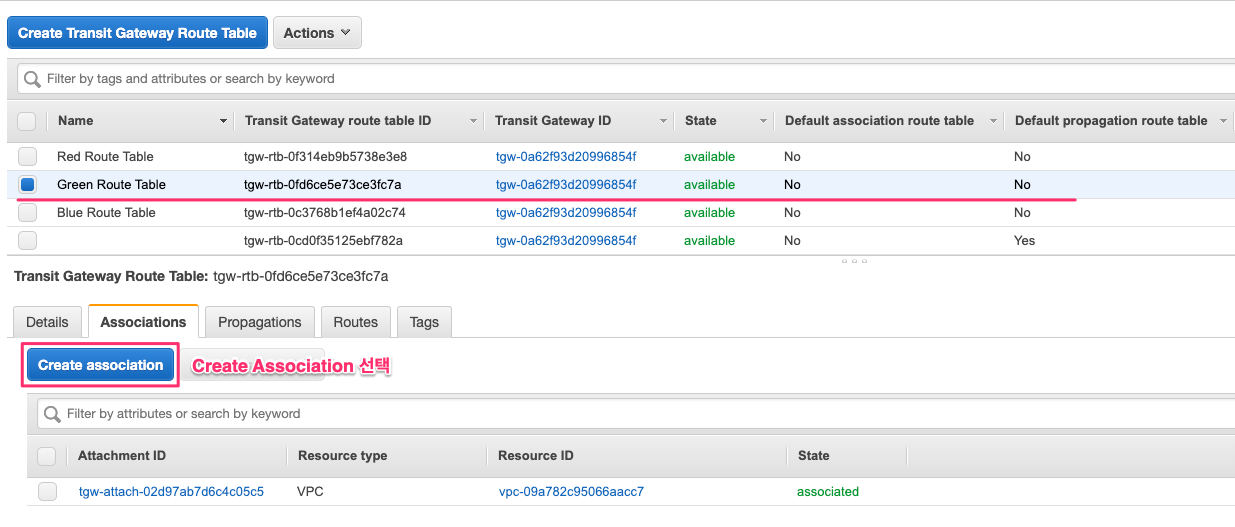 Create Transit Gateway Route Table Actions
Filter by tags and attributes or search by keyword
Name Transit Gateway route table ID Transit Gateway ID State Default association route table Default propagation route table
Red Route Table tgw-rtb-0f314eb9b5738e3e8 tgw-0a62f93d20996854f available No No
Green Route Table tgw-rtb-0fd6ce5e73ce3fc7a tgw-0a62f93d20996854f available No No
Blue Route Table tgw-rtb-0c3768b1ef4a02c74 tgw-0a62f93d20996854f available No No
tgw-rtb-0cd0f35125ebf782a tgw-0a62f93d20996854f available No Yes
Transit Gateway Route Table: tgw-rtb-0fd6ce5e73ce3fc7a
Details Associations Propagations Routes Tags
Create association Create Association 선택
Filter by attributes or search by keyword
Attachment ID Resource type Resource ID State
tgw-attach-02d97ab7d6c4c05c5 VPC vpc-09a782c95066aacc7 associated